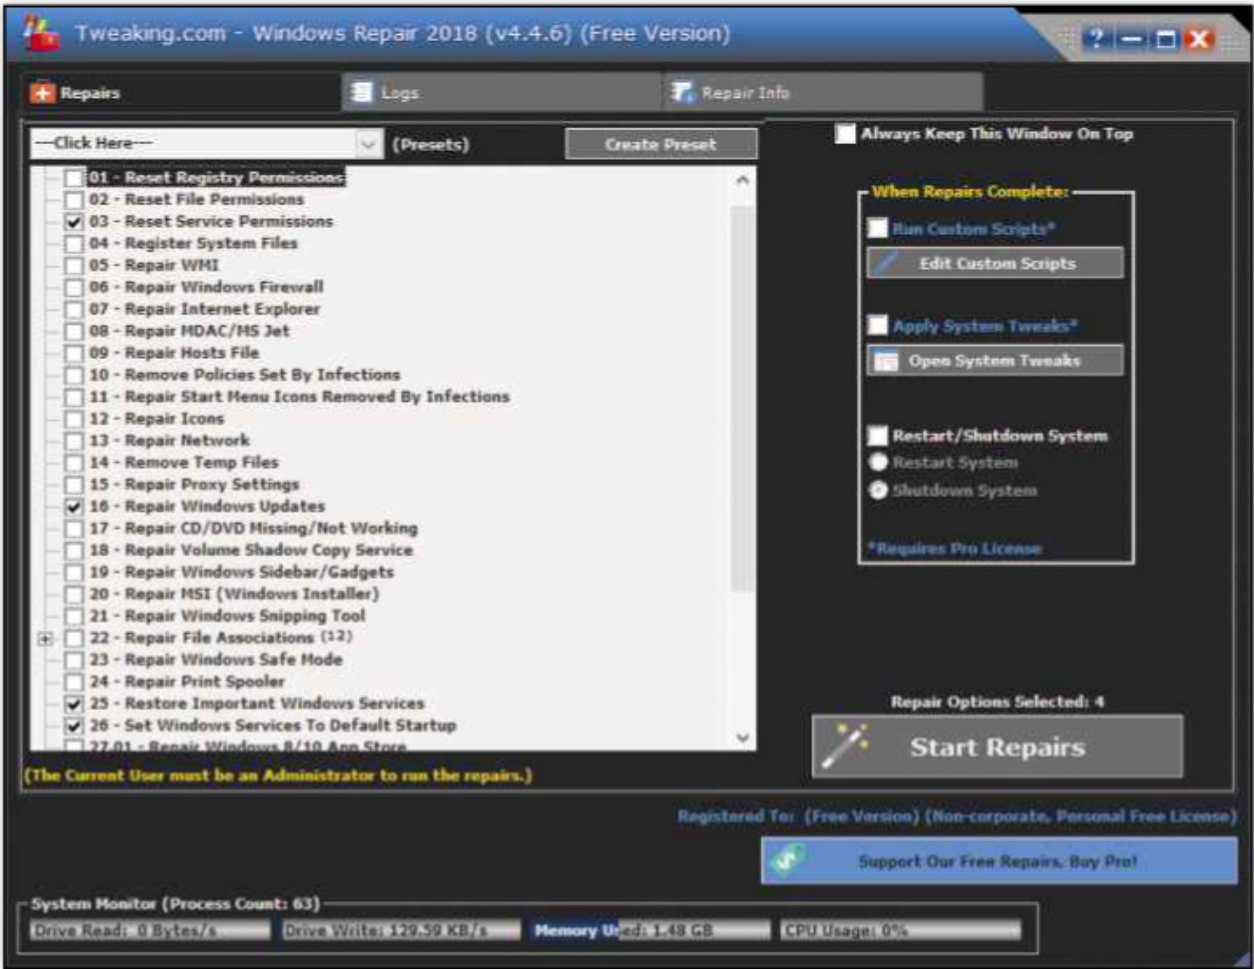 Tweaking.com - Windows Repair 2018 (v4.4.6) (Free Version)
?
Repairs
Logs
Repair Info
---Click Here---
(Presets)
Create Preset
Always Keep This Window On Top
01 - Reset Registry Permissions
02 - Reset File Permissions
03 - Reset Service Permissions
04 - Register System Files
05 - Repair WMI
06 - Repair Windows Firewall
07 - Repair Internet Explorer
08 - Repair MDAC/MS Jet
09 - Repair Hosts File
10 - Remove Policies Set By Infections
11 - Repair Start Menu Icons Removed By Infections
12 - Repair Icons
13 - Repair Network
14 - Remove Temp Files
15 - Repair Proxy Settings
16 - Repair Windows Updates
17 - Repair CD/DVD Missing/Not Working
18 - Repair Volume Shadow Copy Service
19 - Repair Windows Sidebar/Gadgets
20 - Repair MSI (Windows Installer)
21 - Repair Windows Snipping Tool
22 - Repair File Associations (12)
23 - Repair Windows Safe Mode
24 - Repair Print Spooler
25 - Restore Important Windows Services
26 - Set Windows Services To Default Startup
27.01 - Repair Windows 8/10 App Store
(The Current User must be an Administrator to run the repairs.)
When Repairs Complete:
Run Custom Scripts*
Edit Custom Scripts
Apply System Tweaks*
Open System Tweaks
Restart/Shutdown System
Restart System
Shutdown System
*Requires Pro License
Repair Options Selected: 4
Start Repairs
Registered To: (Free Version) (Non-corporate, Personal Free License)
Support Our Free Repairs, Buy Pro!
System Monitor (Process Count: 63)
Drive Read: 0 Bytes/s
Drive Write: 129.59 KB/s
Memory Used: 1.48 GB
CPU Usage: 0%